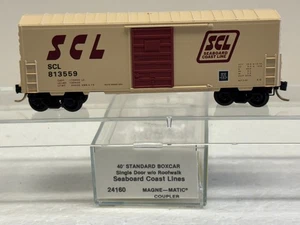 SCL
SCL
813559
SCL
SEABOARD
COAST LINE
40' STANDARD BOXCAR
Single Door w/o Roofwalk
Seaboard Coast Lines
24160 MAGNE-MATIC®
COUPLER